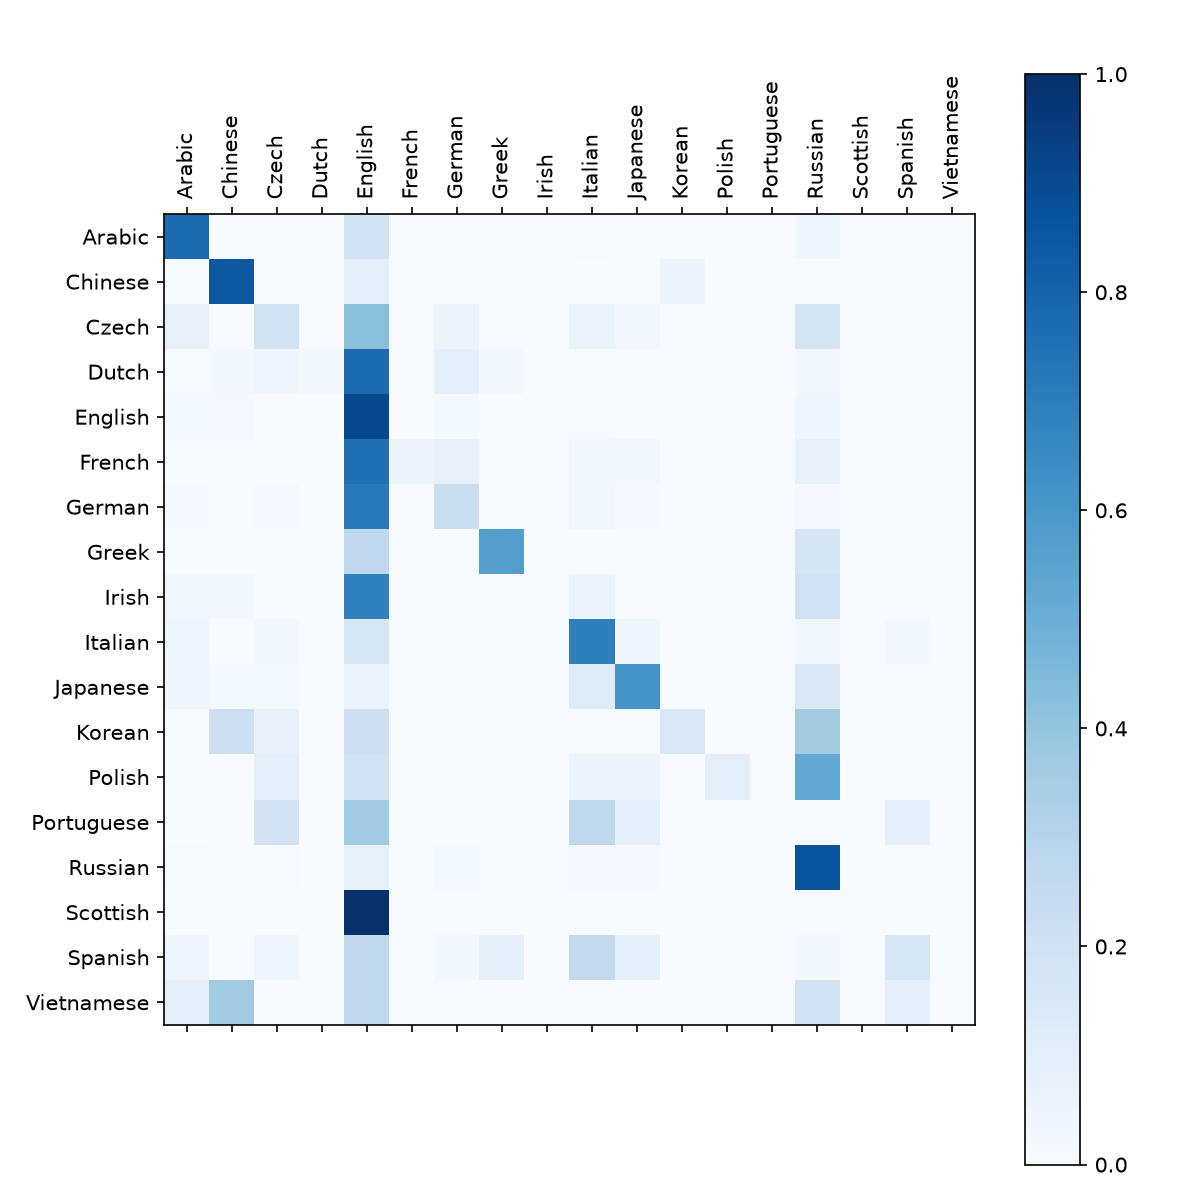 Arabic
Chinese
Czech
Dutch
English
French
German
Greek
Irish
Italian
Japanese
Korean
Polish
Portuguese
Russian
Scottish
Spanish
Vietnamese
Arabic
Chinese
Czech
Dutch
English
French
German
Greek
Irish
Italian
Japanese
Korean
Polish
Portuguese
Russian
Scottish
Spanish
Vietnamese
1.0
0.8
0.6
0.4
0.2
0.0